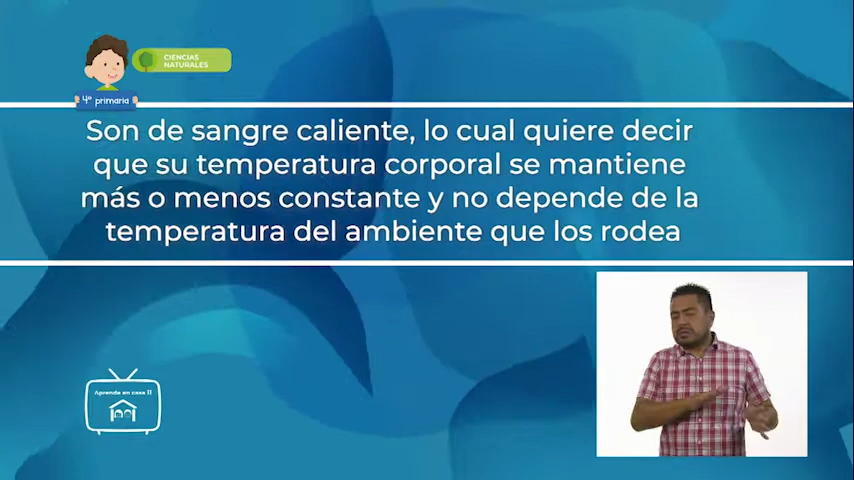 CIENCIAS
NATURALES
4° primaria
Son de sangre caliente, lo cual quiere decir
que su temperatura corporal se mantiene
más o menos constante y no depende de la
temperatura del ambiente que los rodea
Aprende en casa II